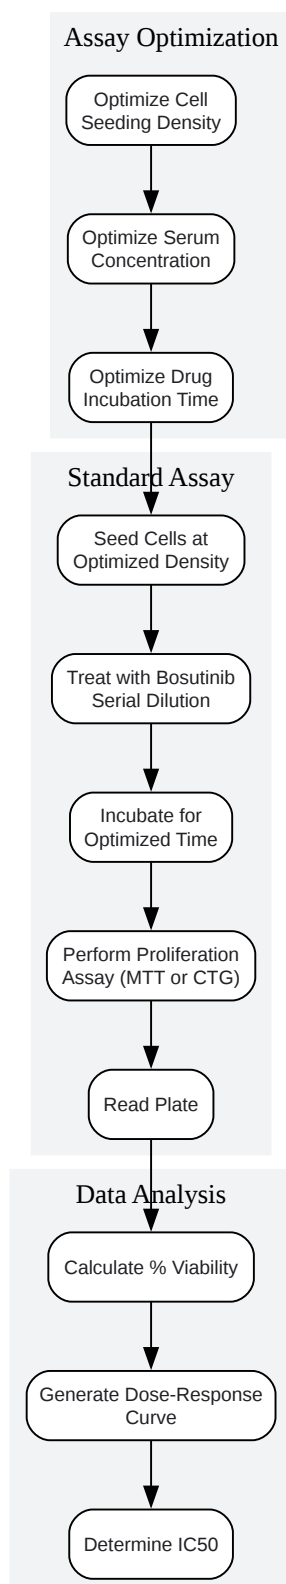 Assay Optimization
Optimize Cell
Seeding Density
Optimize Serum
Concentration
Optimize Drug
Incubation Time
Standard Assay
Seed Cells at
Optimized Density
Treat with Bosutinib
Serial Dilution
Incubate for
Optimized Time
Perform Proliferation
Assay (MTT or CTG)
Read Plate
Data Analysis
Calculate % Viability
Generate Dose-Response
Curve
Determine IC50